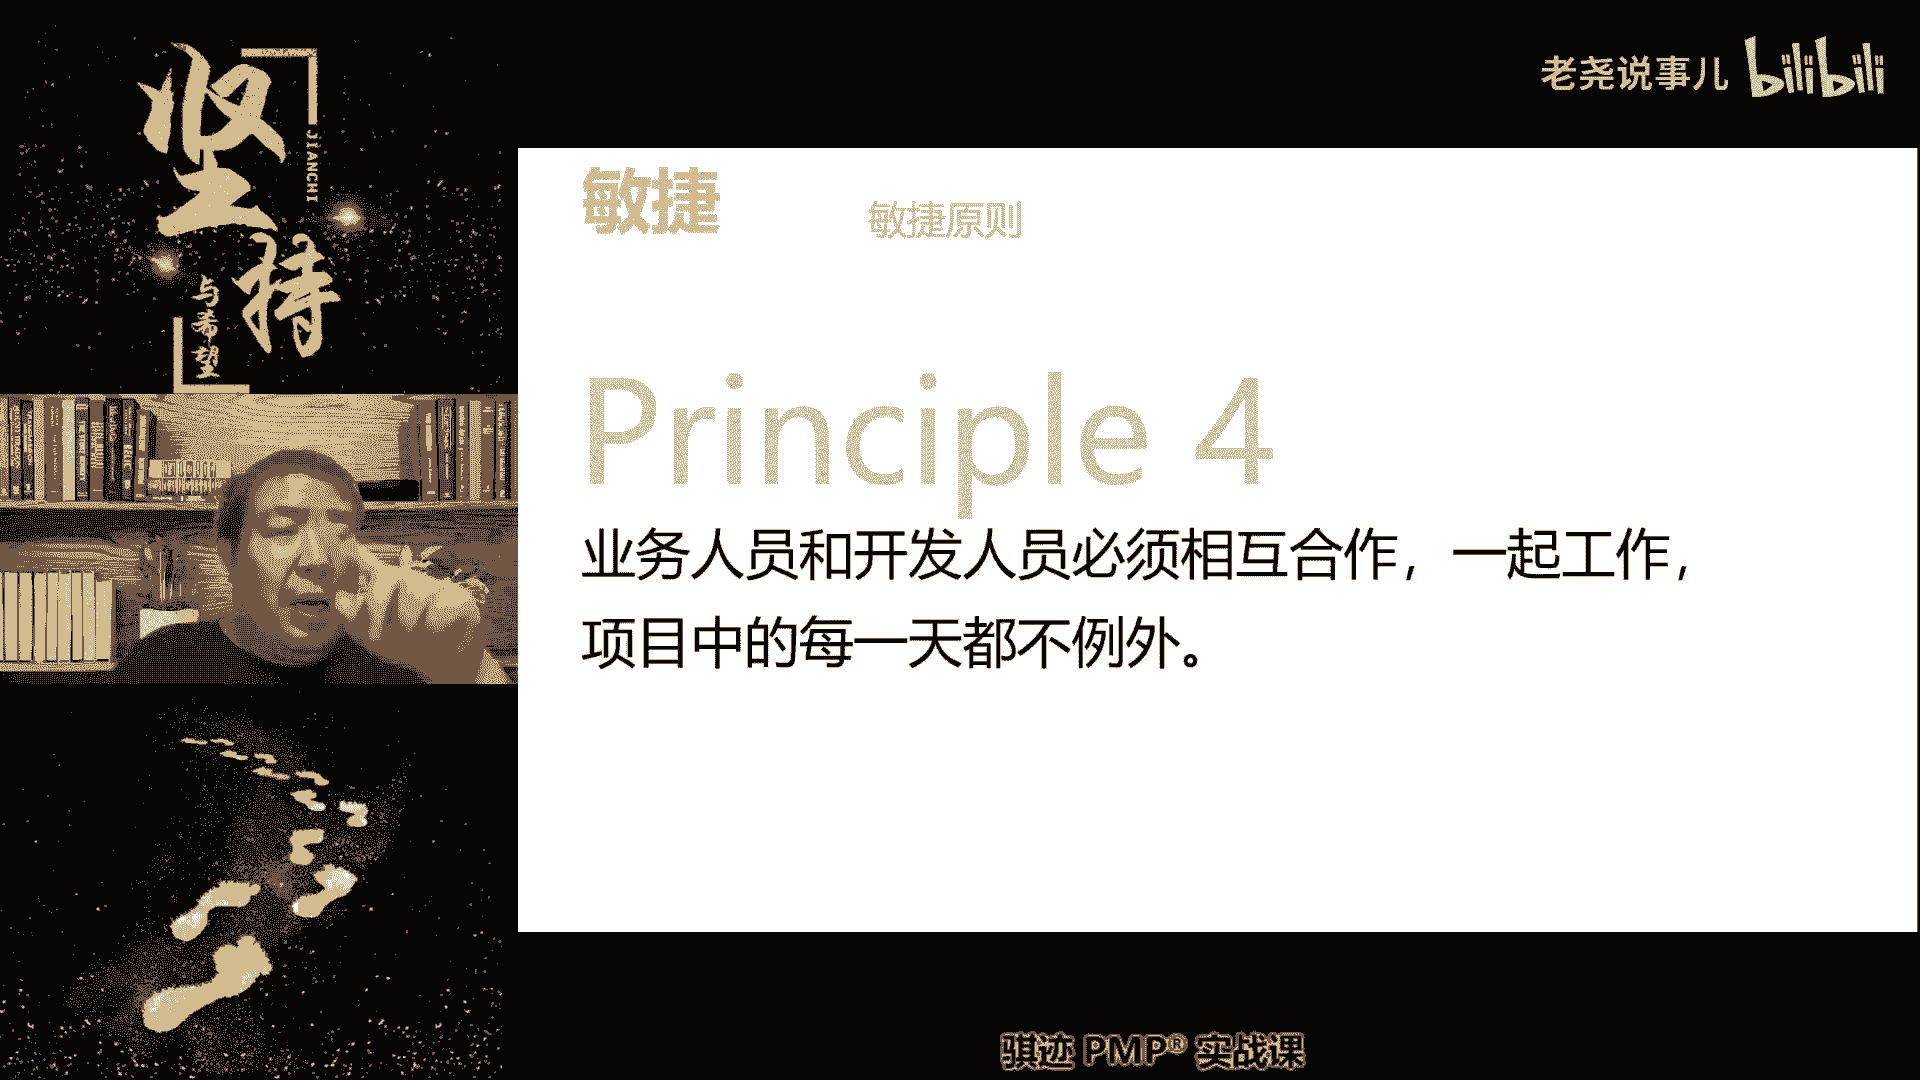 坚持
JIANCHI
与希望
老尧说事儿 bilibili
敏捷 敏捷原则
Principle 4
业务人员和开发人员必须相互合作，一起工作，
项目中的每一天都不例外。
骐迹 PMP® 实战课